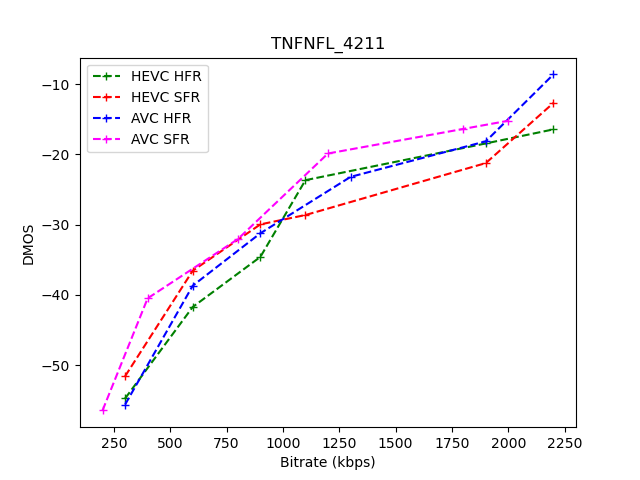 TNFNFL_4211
HEVC HFR
HEVC SFR
AVC HFR
AVC SFR
DMOS
−10
−20
−30
−40
−50
250 500 750 1000 1250 1500 1750 2000 2250
Bitrate (kbps)